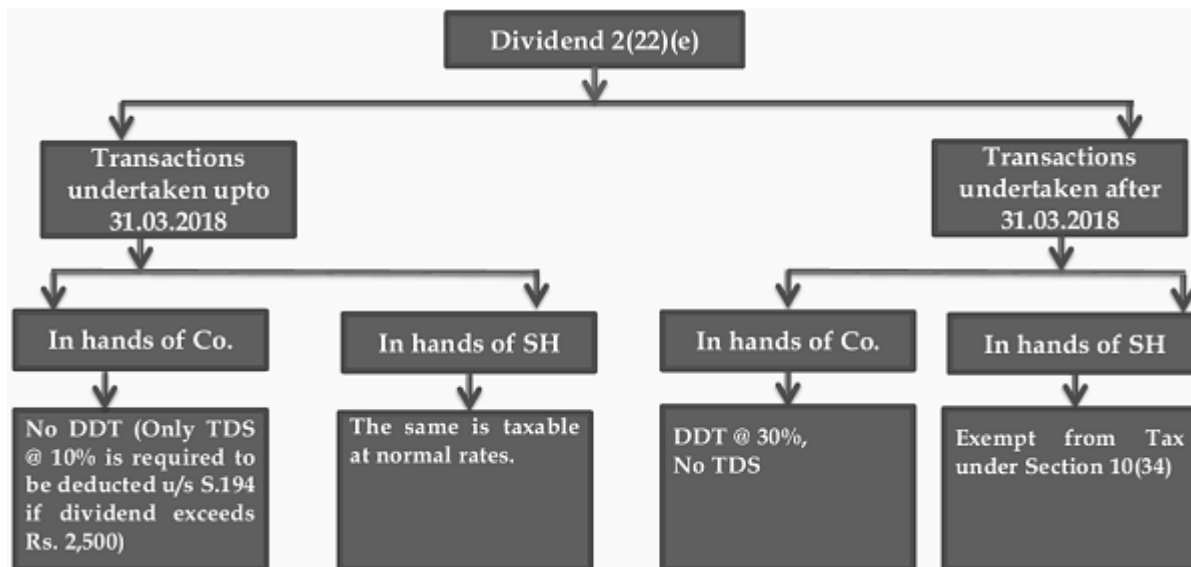 Dividend 2(22)(e)
Transactions
undertaken upto
31.03.2018
Transactions
undertaken after
31.03.2018
In hands of Co.
In hands of SH
In hands of Co.
In hands of SH
No DDT (Only TDS
@ 10% is required to
be deducted u/s S.194
if dividend exceeds
Rs. 2,500)
The same is taxable
at normal rates.
DDT @ 30%,
No TDS
Exempt from Tax
under Section 10(34)